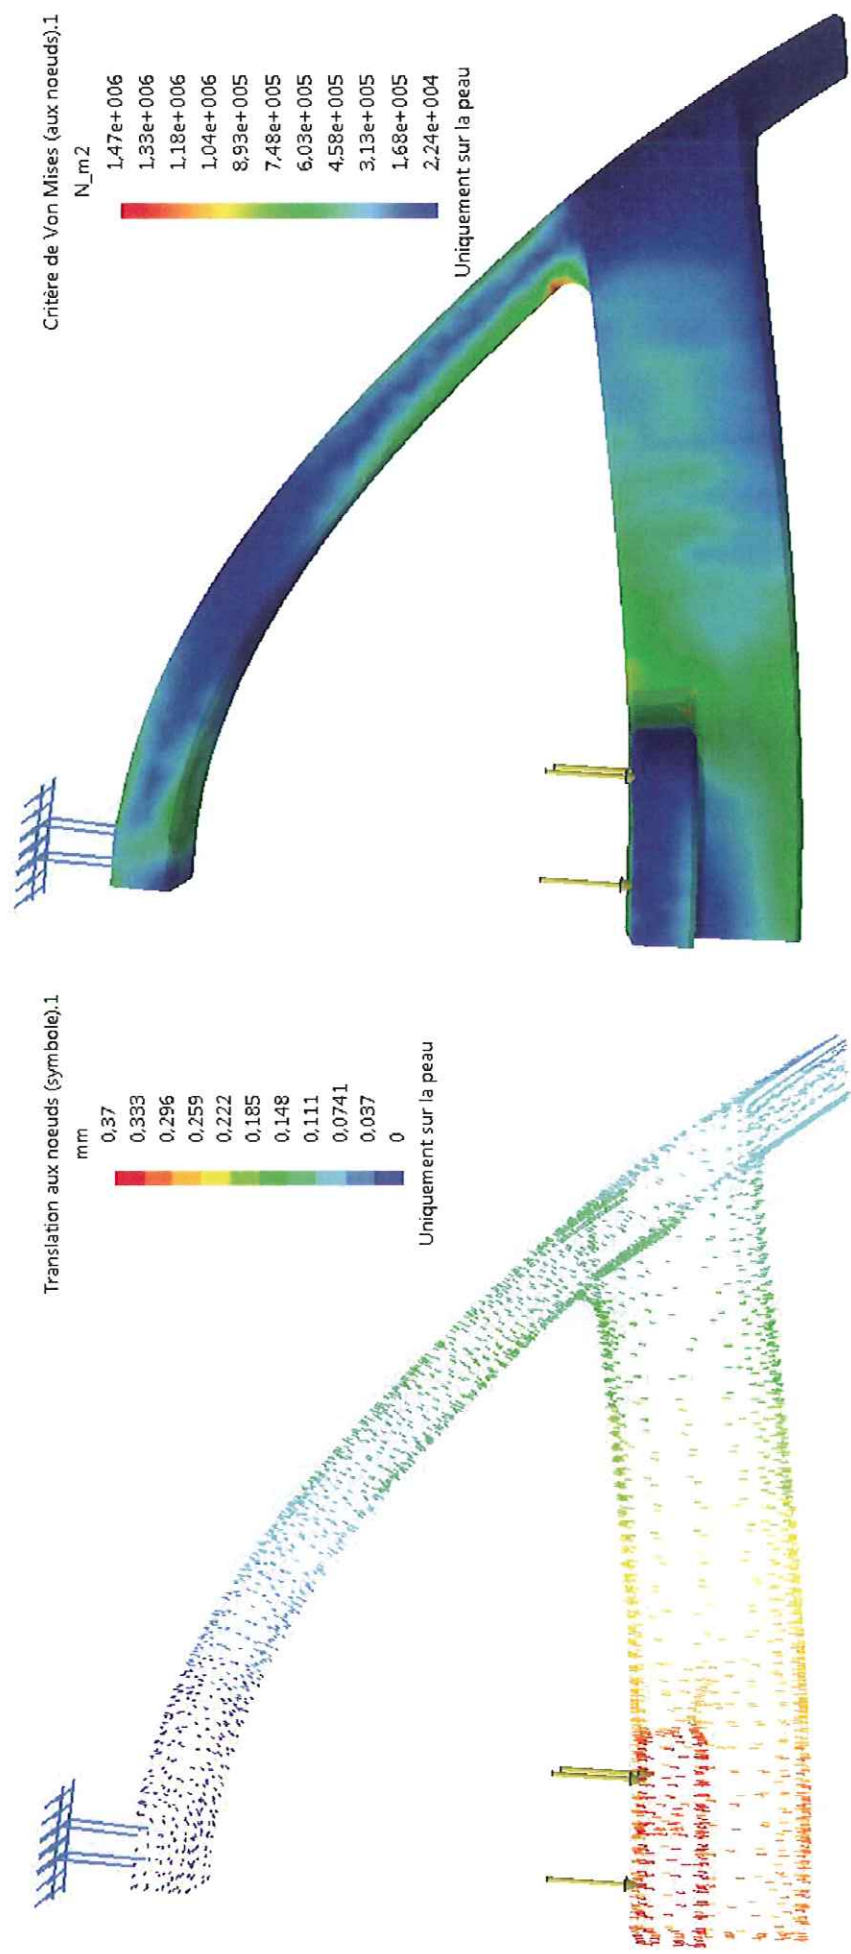 Critère de Von Mises (aux noeuds).1
N_m2
1,47e+006
1,33e+006
1,18e+006
1,04e+006
8,93e+005
7,48e+005
6,03e+005
4,58e+005
3,13e+005
1,68e+005
2,24e+004
Uniquement sur la peau
Translation aux noeuds (symbole).1
mm
0,37
0,333
0,296
0,259
0,222
0,185
0,148
0,111
0,0741
0,037
0
Uniquement sur la peau